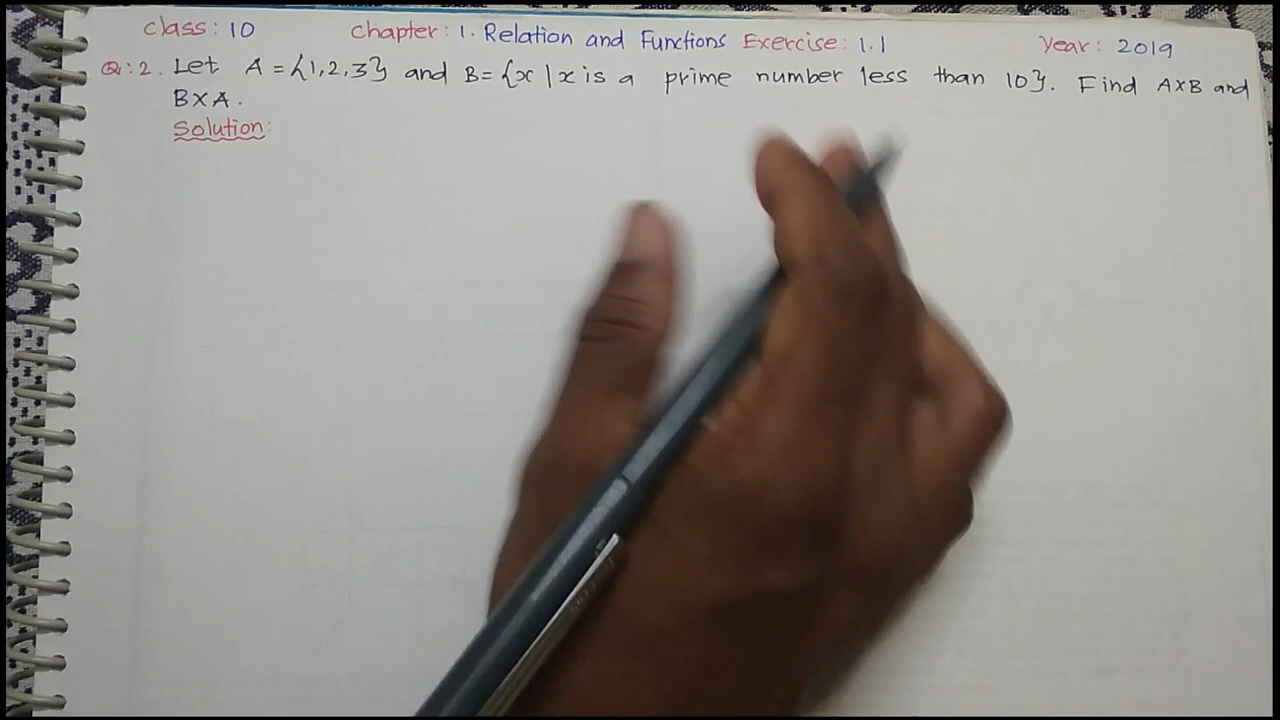 Class: 10 Chapter: 1. Relation and Functions Exercise: 1.1 Year: 2019
Q:2. Let A = {1,2,3} and B = {x | x is a prime number less than 10}. Find A×B and
B×A.
Solution: